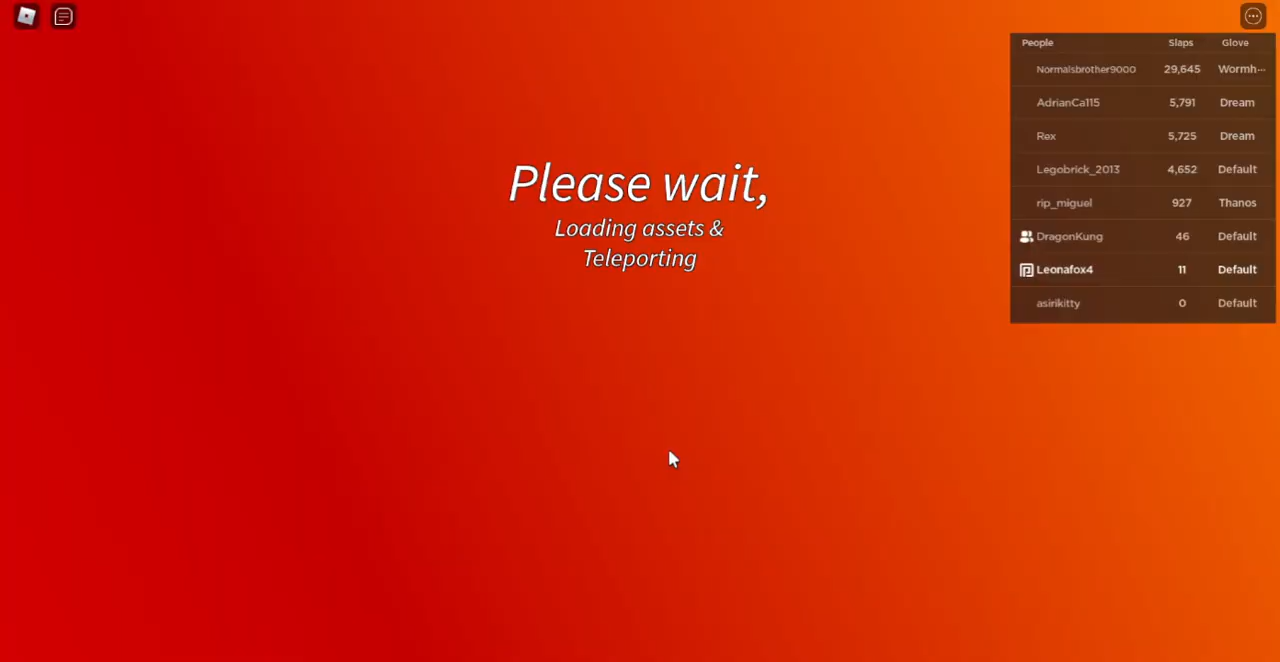 People Slaps Glove
Normalsbrother9000 29,645 Wormh···
AdrianCa115 5,791 Dream
Rex 5,725 Dream
Legobrick_2013 4,652 Default
rip_miguel 927 Thanos
DragonKung 46 Default
Leonafox4 11 Default
asirikitty 0 Default
Please wait,
Loading assets &
Teleporting